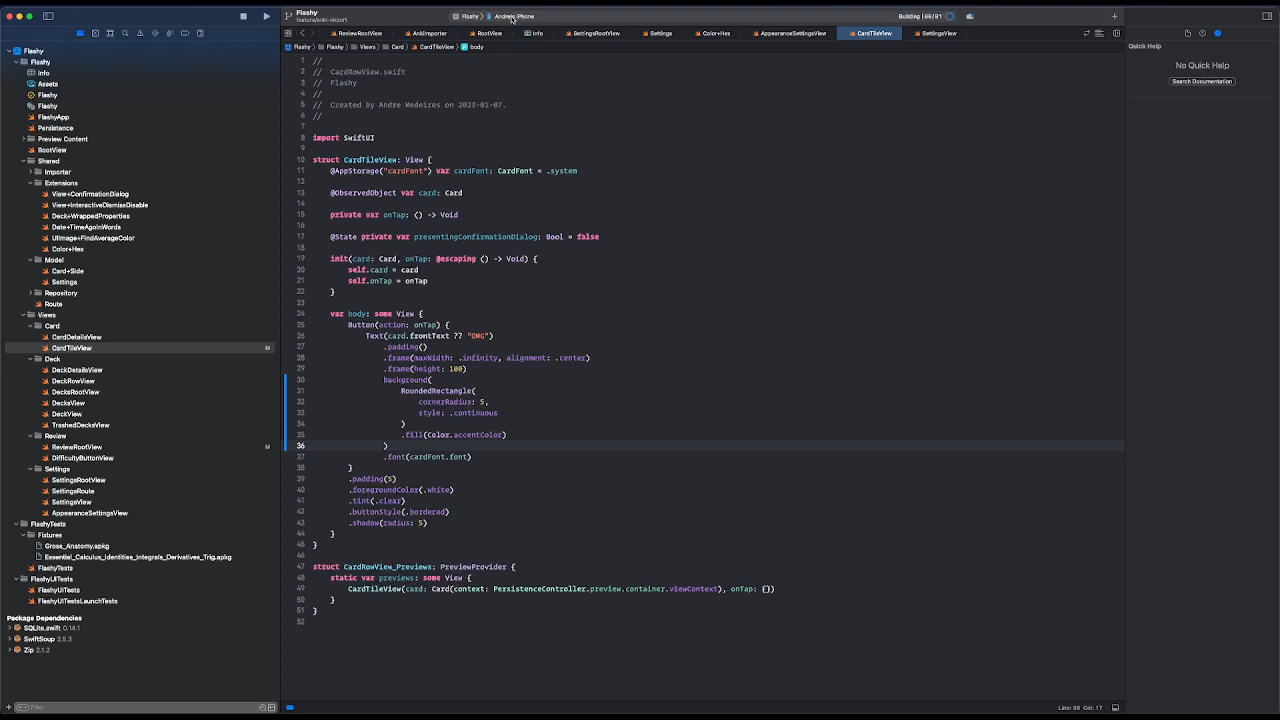 Flashy
feature/anki-import
Flashy
Andre's iPhone
Building | 66/91
ReviewRootView
AnkiImporter
RootView
Info
SettingsRootView
Settings
Color+Hex
AppearanceSettingsView
CardTileView
SettingsView
Flashy
Flashy
Views
Card
CardTileView
body
Flashy
Flashy
Info
Assets
Flashy
Flashy
FlashyApp
Persistence
Preview Content
RootView
Shared
Importer
Extensions
View+ConfirmationDialog
View+InteractiveDismissDisable
Deck+WrappedProperties
Date+TimeAgoInWords
UIImage+FindAverageColor
Color+Hex
Model
Card+Side
Settings
Repository
Route
Views
Card
CardDetailsView
CardTileView M
Deck
DeckDetailsView
DeckRowView
DecksRootView
DecksView
DeckView
TrashedDecksView
Review
ReviewRootView M
DifficultyButtonView
Settings
SettingsRootView
SettingsRoute
SettingsView
AppearanceSettingsView
FlashyTests
Fixtures
Gross_Anatomy.apkg
Essential_Calculus_Identities_Integrals_Derivatives_Trig.apkg
FlashyTests
FlashyUITests
FlashyUITests
FlashyUITestsLaunchTests
Package Dependencies
SQLite.swift 0.14.1
SwiftSoup 2.5.3
Zip 2.1.2
Filter
1 //
2 // CardRowView.swift
3 // Flashy
4 //
5 // Created by Andre Medeiros on 2023-01-07.
6 //
7
8 import SwiftUI
9
10 struct CardTileView: View {
11 @AppStorage("cardFont") var cardFont: CardFont = .system
12
13 @ObservedObject var card: Card
14
15 private var onTap: () -> Void
16
17 @State private var presentingConfirmationDialog: Bool = false
18
19 init(card: Card, onTap: @escaping () -> Void) {
20 self.card = card
21 self.onTap = onTap
22 }
23
24 var body: some View {
25 Button(action: onTap) {
26 Text(card.frontText ?? "OMG")
27 .padding()
28 .frame(maxWidth: .infinity, alignment: .center)
29 .frame(height: 100)
30 background(
31 RoundedRectangle(
32 cornerRadius: 5,
33 style: .continuous
34 )
35 .fill(Color.accentColor)
36 )
37 .font(cardFont.font)
38 }
39 .padding(5)
40 .foregroundColor(.white)
41 .tint(.clear)
42 .buttonStyle(.bordered)
43 .shadow(radius: 5)
44 }
45 }
46
47 struct CardRowView_Previews: PreviewProvider {
48 static var previews: some View {
49 CardTileView(card: Card(context: PersistenceController.preview.container.viewContext), onTap: {})
50 }
51 }
52
Line: 36 Col: 17
Quick Help
No Quick Help
Search Documentation